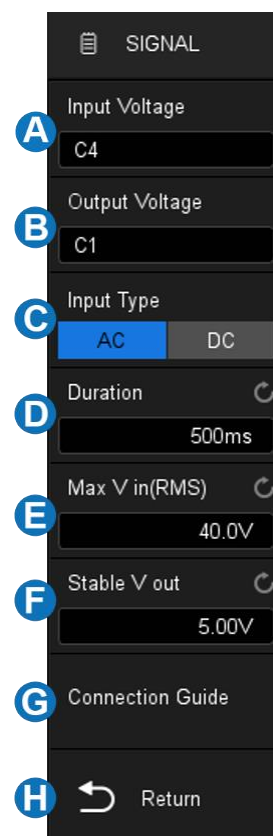 SIGNAL
A
Input Voltage
C4
B
Output Voltage
C1
C
Input Type
AC DC
D
Duration
500ms
E
Max V in(RMS)
40.0V
F
Stable V out
5.00V
G
Connection Guide
H
Return